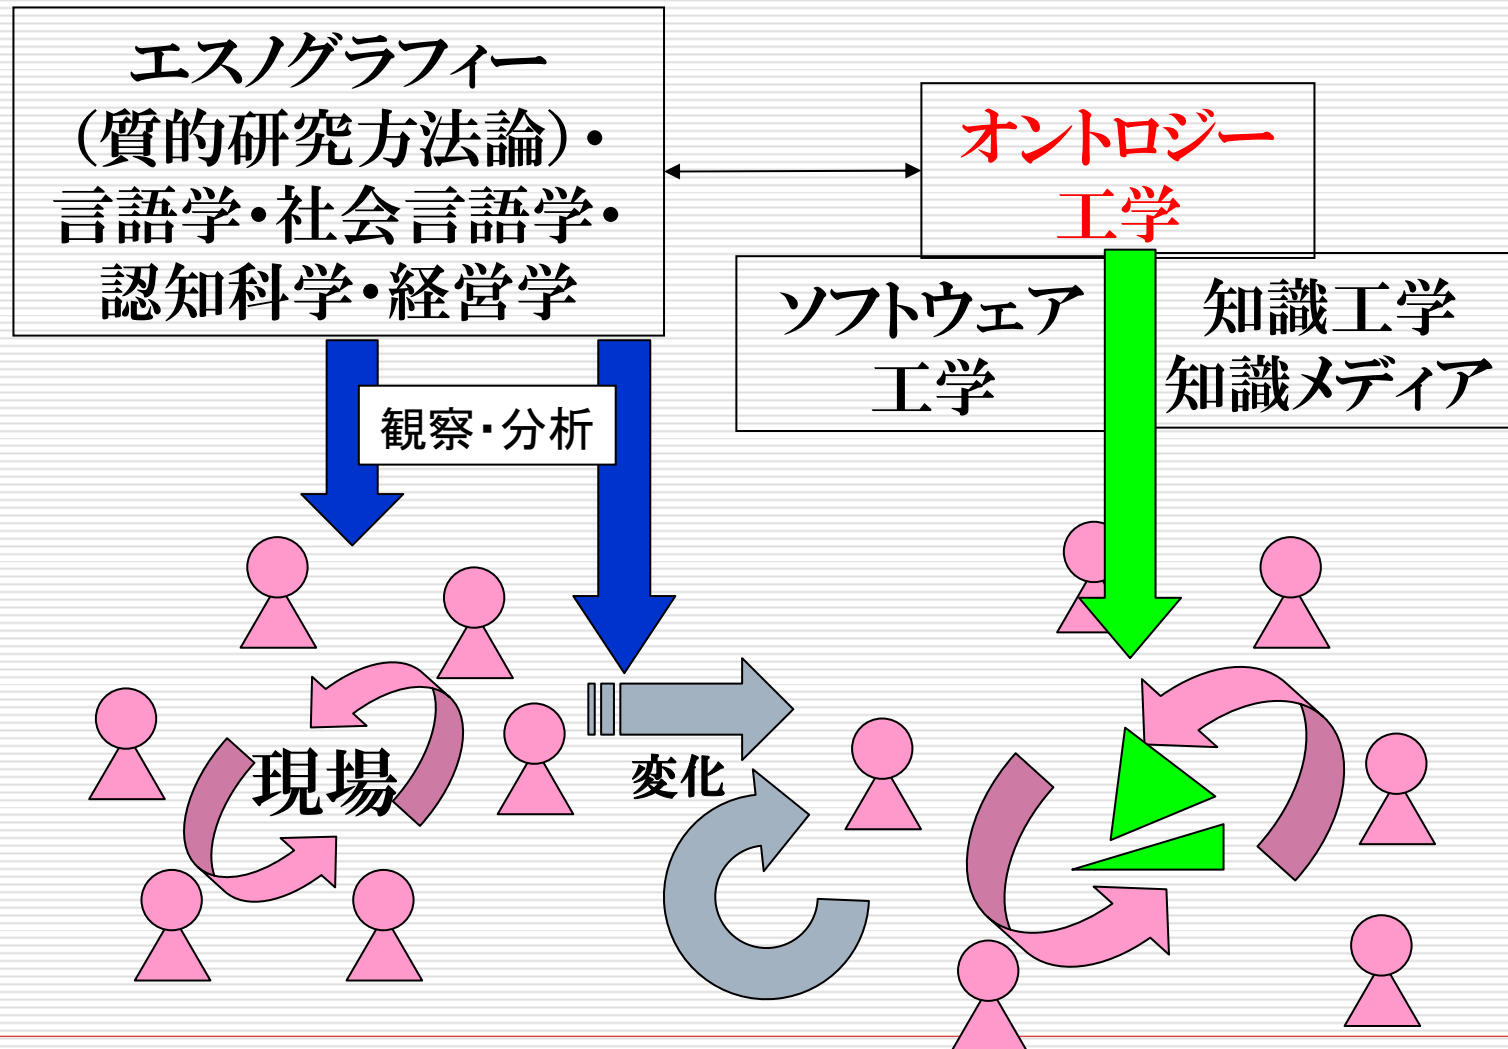 エスノグラフィー
(質的研究方法論)・
言語学・社会言語学・
認知科学・経営学
オントロジー
工学
ソフトウェア
工学
知識工学
知識メディア
観察・分析
現場
変化